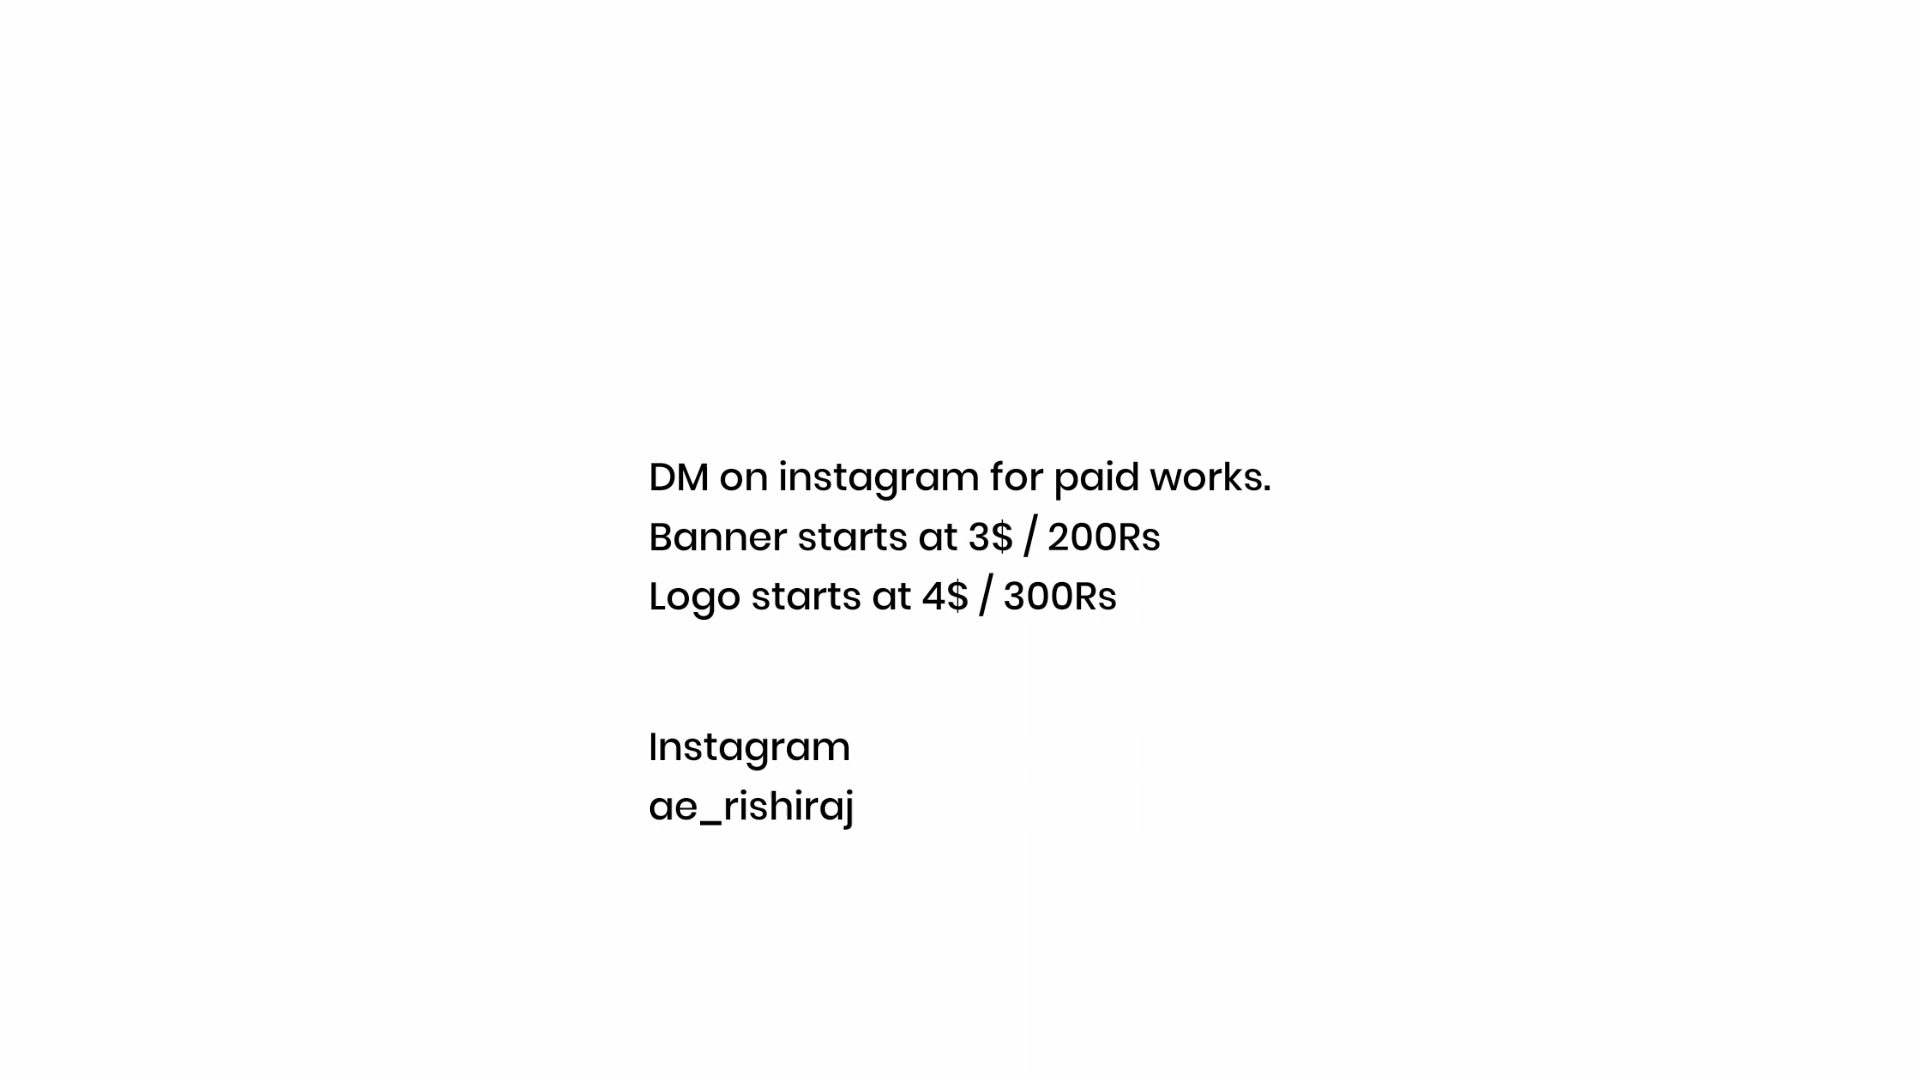 DM on instagram for paid works.
Banner starts at 3$ / 200Rs
Logo starts at 4$ / 300Rs
Instagram
ae_rishiraj